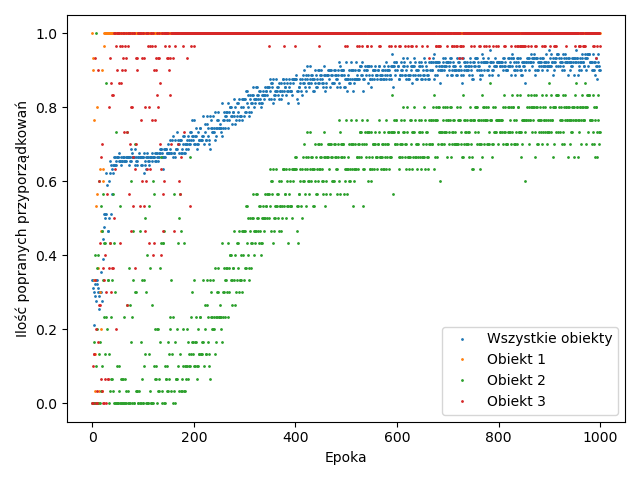 Ilość popranych przyporządkowań
1.0
0.8
0.6
0.4
0.2
0.0
0
200
400
600
800
1000
Epoka
Wszystkie obiekty
Obiekt 1
Obiekt 2
Obiekt 3